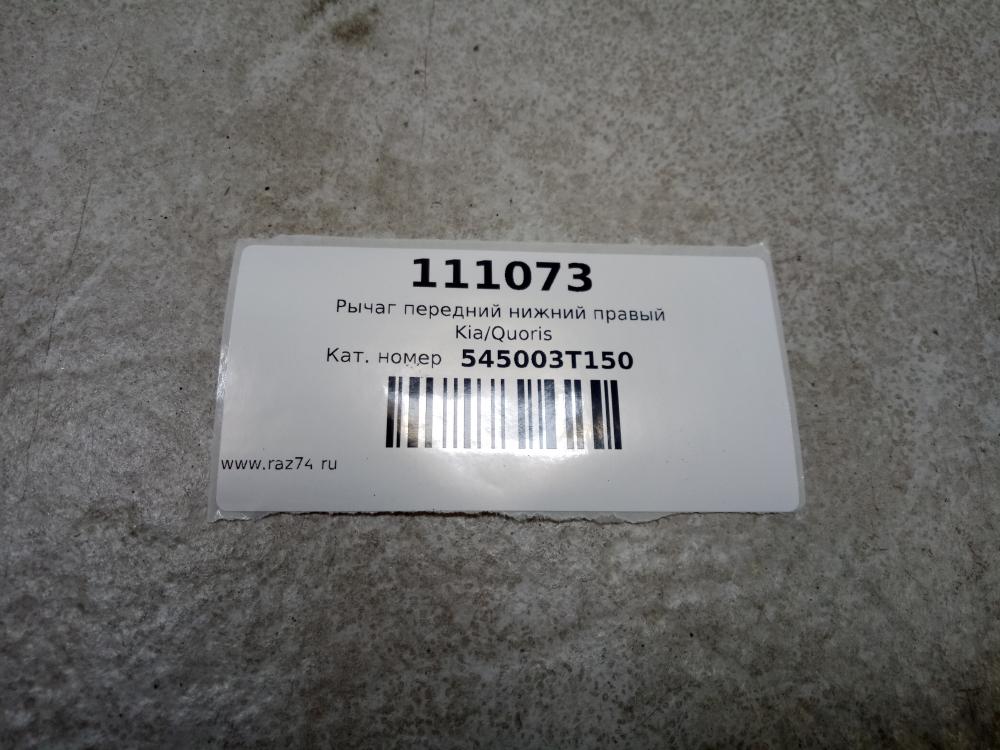 111073
Рычаг передний нижний правый
Kia/Quoris
Кат. номер 545003T150
www.raz74 ru